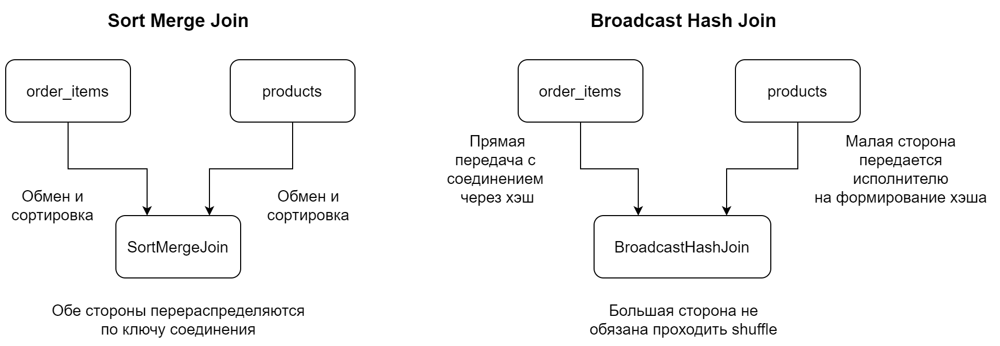 Sort Merge Join
order_items
products
Обмен и
сортировка
Обмен и
сортировка
SortMergeJoin
Обе стороны перераспределяются
по ключу соединения
Broadcast Hash Join
order_items
products
Прямая
передача с
соединением
через хэш
Малая сторона
передается
исполнителю
на формирование хэша
BroadcastHashJoin
Большая сторона не
обязана проходить shuffle